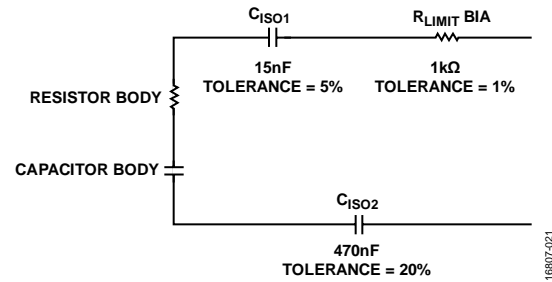 CISO1
RLIMIT BIA
15nF
TOLERANCE = 5%
1kΩ
TOLERANCE = 1%
RESISTOR BODY
CAPACITOR BODY
CISO2
470nF
TOLERANCE = 20%
16807-021